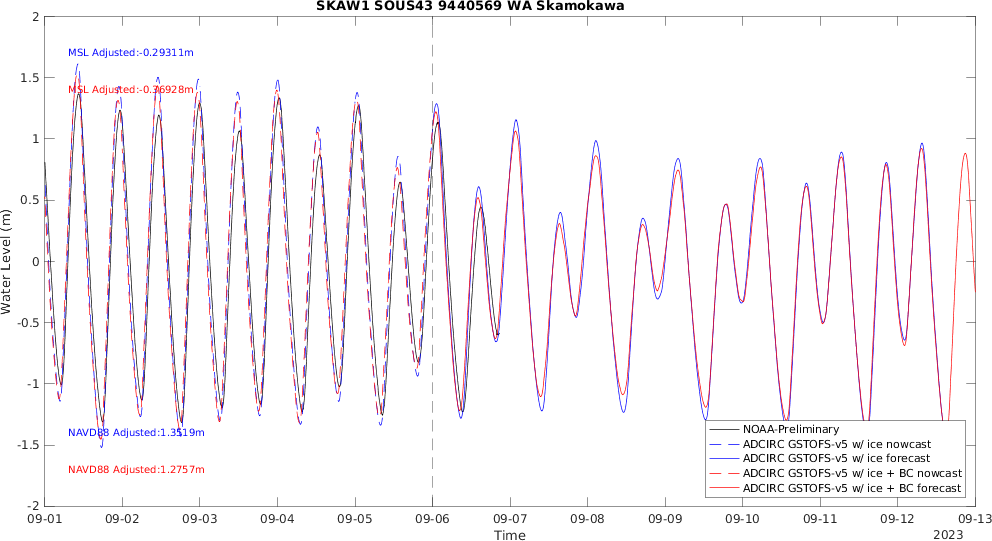 SKAW1 SOUS43 9440569 WA Skamokawa
2
1.5
1
0.5
0
-0.5
-1
-1.5
-2
Water Level (m)
MSL Adjusted:-0.29311m
MSL Adjusted:-0.36928m
NAVD88 Adjusted:1.3519m
NAVD88 Adjusted:1.2757m
NOAA-Preliminary
ADCIRC GSTOFS-v5 w/ ice nowcast
ADCIRC GSTOFS-v5 w/ ice forecast
ADCIRC GSTOFS-v5 w/ ice + BC nowcast
ADCIRC GSTOFS-v5 w/ ice + BC forecast
09-01 09-02 09-03 09-04 09-05 09-06 09-07 09-08 09-09 09-10 09-11 09-12 09-13
Time
2023